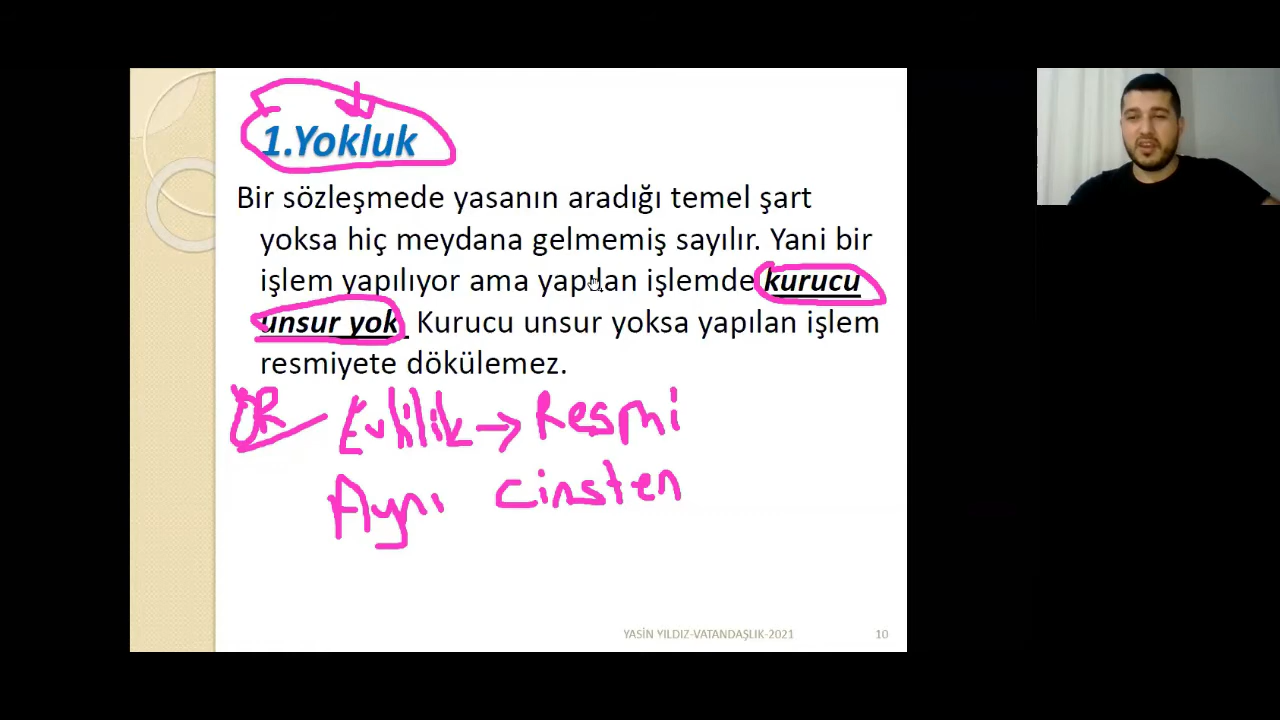 1.Yokluk
Bir sözleşmede yasanın aradığı temel şart
yoksa hiç meydana gelmemiş sayılır. Yani bir
işlem yapılıyor ama yapılan işlemde kurucu
unsur yok. Kurucu unsur yoksa yapılan işlem
resmiyete dökülemez.
ÖR Evlilik → Resmi
Aynı Cinsten
YASİN YILDIZ-VATANDAŞLIK-2021 10